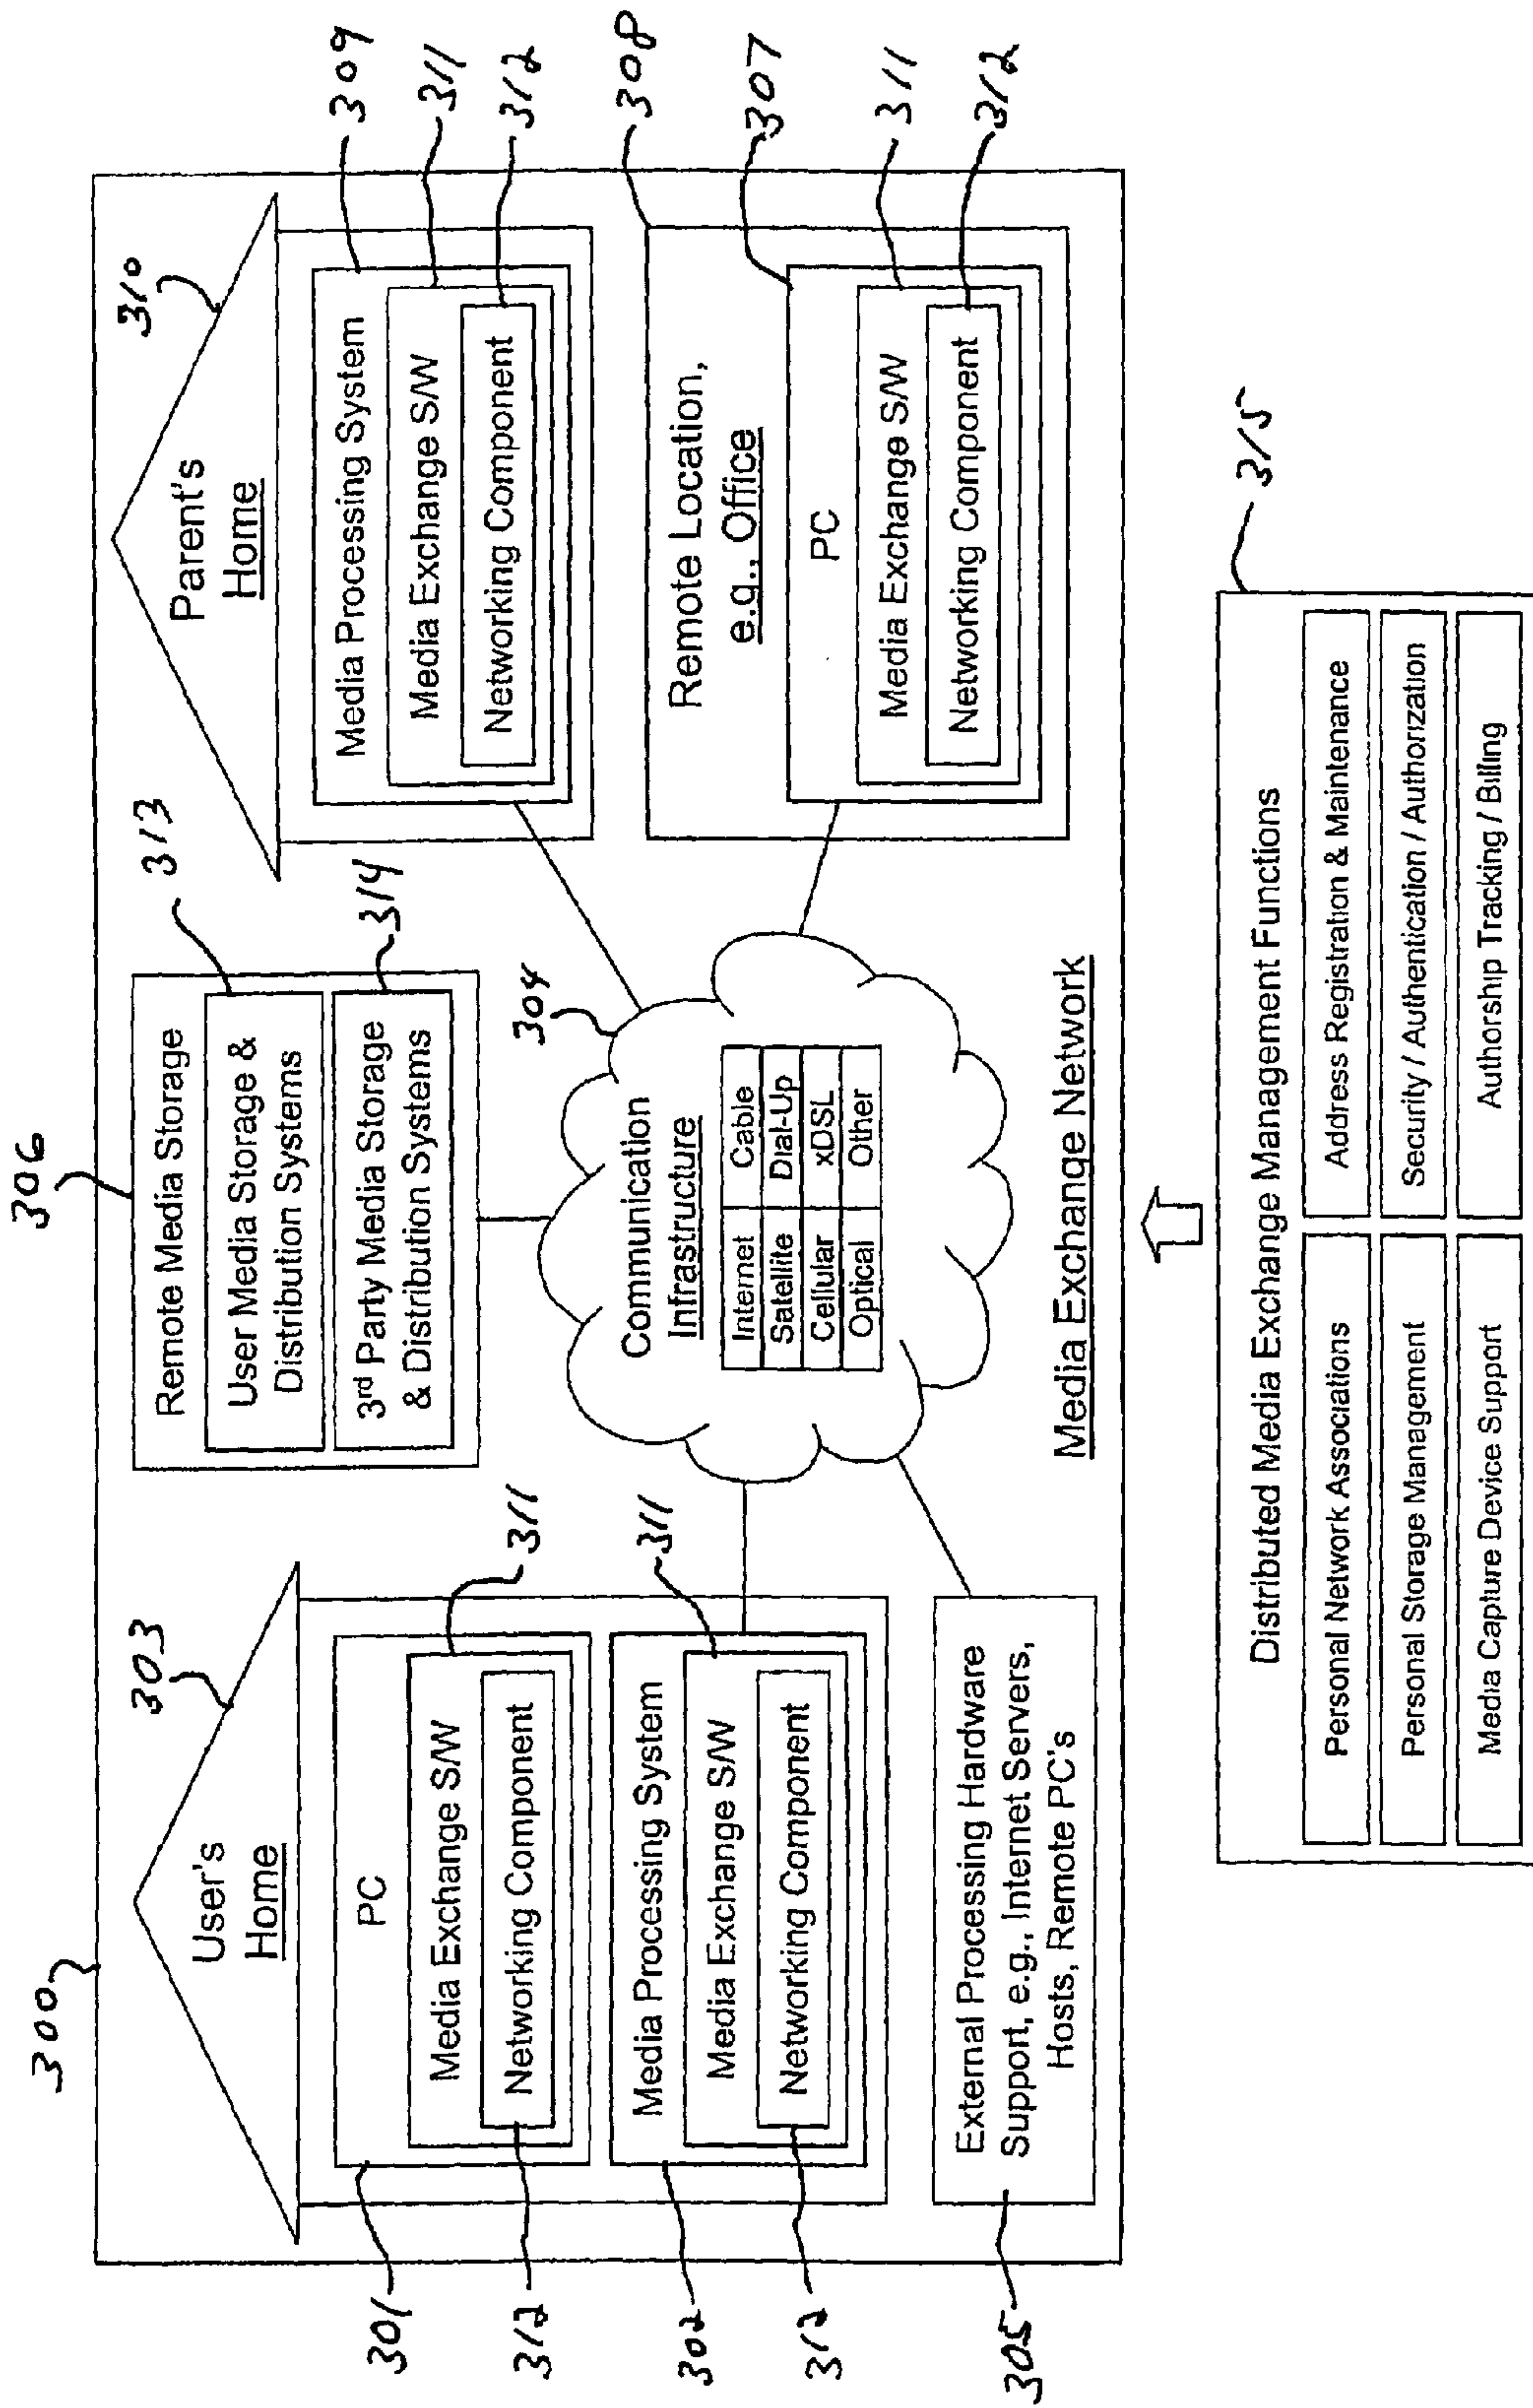 300
306
303
User's
Home
PC
Media Exchange S/W
Networking Component
311
301
312
Media Processing System
Media Exchange S/W
Networking Component
311
302
312
External Processing Hardware
Support, e.g., Internet Servers,
Hosts, Remote PC's
305
Remote Media Storage
User Media Storage &
Distribution Systems
3rd Party Media Storage
& Distribution Systems
313
314
304
Communication
Infrastructure
Internet Cable
Satellite Dial-Up
Cellular xDSL
Optical Other
Media Exchange Network
310
Parent's
Home
Media Processing System
Media Exchange S/W
Networking Component
309
311
312
Remote Location,
e.g., Office
PC
Media Exchange S/W
Networking Component
308
307
311
312
315
Distributed Media Exchange Management Functions
Personal Network Associations
Address Registration & Maintenance
Personal Storage Management
Security / Authentication / Authorization
Media Capture Device Support
Authorship Tracking / Billing